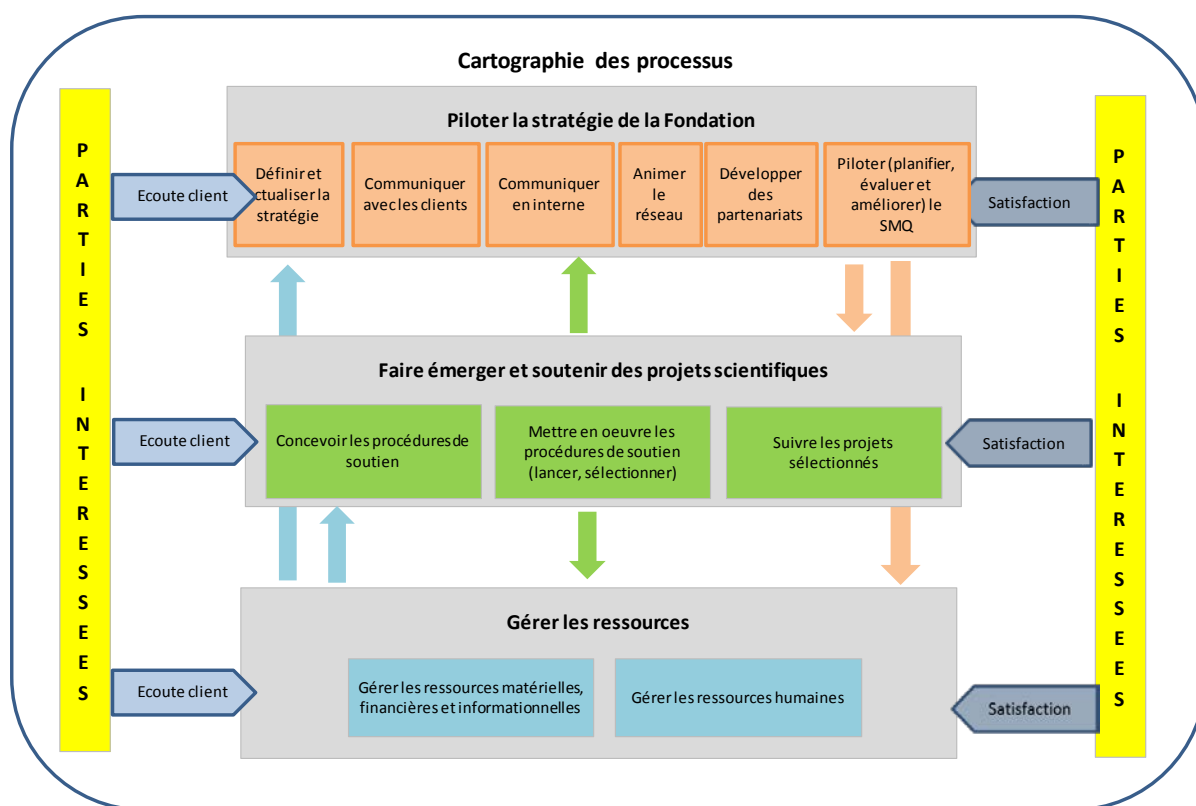 Cartographie des processus
PARTIES INTERESSEES
Piloter la stratégie de la Fondation
Ecoute client
Définir et
ctualiser la
stratégie
Communiquer
avec les clients
Communiquer
en interne
Animer
le
réseau
Développer
des
partenariats
Piloter (planifier,
évaluer et
améliorer) le
SMQ
Satisfaction
PARTIES INTERESSEES
Faire émerger et soutenir des projets scientifiques
Ecoute client
Concevoir les procédures de
soutien
Mettre en oeuvre les
procédures de soutien
(lancer, sélectionner)
Suivre les projets
sélectionnés
Satisfaction
Gérer les ressources
Ecoute client
Gérer les ressources matérielles,
financières et informationnelles
Gérer les ressources humaines
Satisfaction